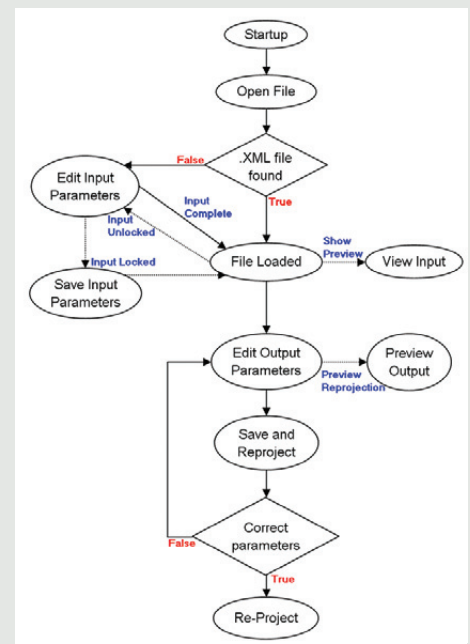 Startup
Open File
.XML file
found
False
True
Edit Input
Parameters
Input
Complete
Input
Unlocked
Input Locked
Save Input
Parameters
File Loaded
Show
Preview
View Input
Edit Output
Parameters
Preview
Reprojection
Preview
Output
Save and
Reproject
Correct
parameters
False
True
Re-Project